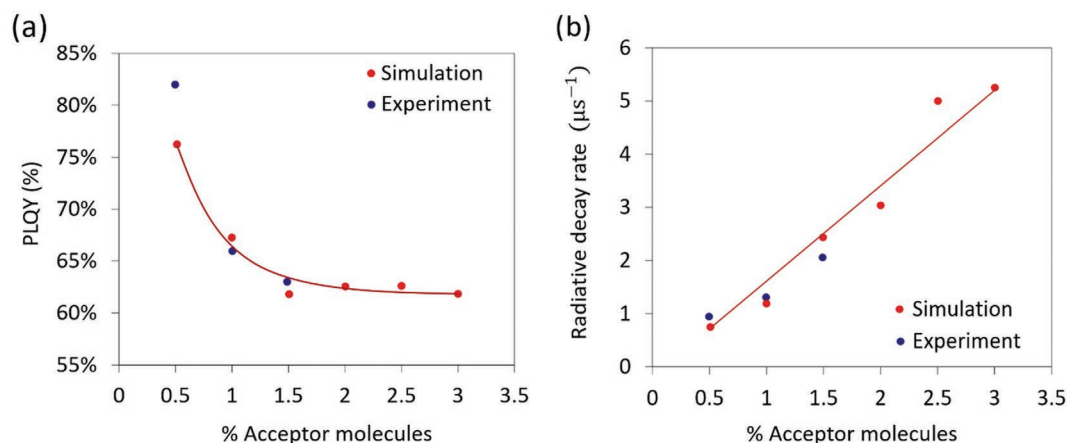 (a)
85%
80%
75%
70%
65%
60%
55%
PLQY (%)
Simulation
Experiment
0 0.5 1 1.5 2 2.5 3 3.5
% Acceptor molecules
(b)
6
5
4
3
2
1
0
Radiative decay rate (μs⁻¹)
Simulation
Experiment
0 0.5 1 1.5 2 2.5 3 3.5
% Acceptor molecules